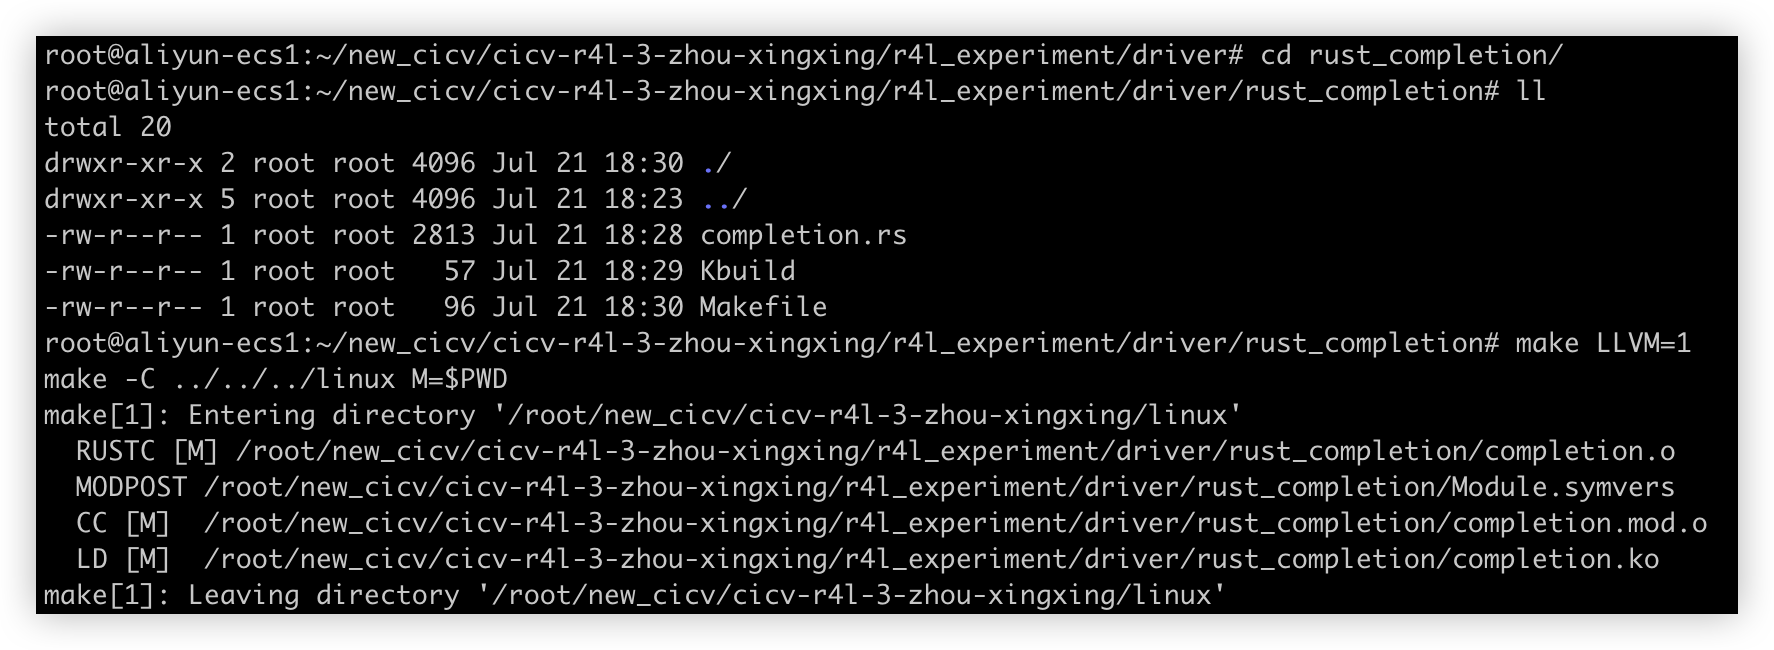 root@aliyun-ecs1:~/new_cicv/cicv-r4l-3-zhou-xingxing/r4l_experiment/driver# cd rust_completion/
root@aliyun-ecs1:~/new_cicv/cicv-r4l-3-zhou-xingxing/r4l_experiment/driver/rust_completion# ll
total 20
drwxr-xr-x 2 root root 4096 Jul 21 18:30 ./
drwxr-xr-x 5 root root 4096 Jul 21 18:23 ../
-rw-r--r-- 1 root root 2813 Jul 21 18:28 completion.rs
-rw-r--r-- 1 root root   57 Jul 21 18:29 Kbuild
-rw-r--r-- 1 root root   96 Jul 21 18:30 Makefile
root@aliyun-ecs1:~/new_cicv/cicv-r4l-3-zhou-xingxing/r4l_experiment/driver/rust_completion# make LLVM=1
make -C ../../../linux M=$PWD
make[1]: Entering directory '/root/new_cicv/cicv-r4l-3-zhou-xingxing/linux'
  RUSTC [M] /root/new_cicv/cicv-r4l-3-zhou-xingxing/r4l_experiment/driver/rust_completion/completion.o
  MODPOST /root/new_cicv/cicv-r4l-3-zhou-xingxing/r4l_experiment/driver/rust_completion/Module.symvers
  CC [M]  /root/new_cicv/cicv-r4l-3-zhou-xingxing/r4l_experiment/driver/rust_completion/completion.mod.o
  LD [M]  /root/new_cicv/cicv-r4l-3-zhou-xingxing/r4l_experiment/driver/rust_completion/completion.ko
make[1]: Leaving directory '/root/new_cicv/cicv-r4l-3-zhou-xingxing/linux'